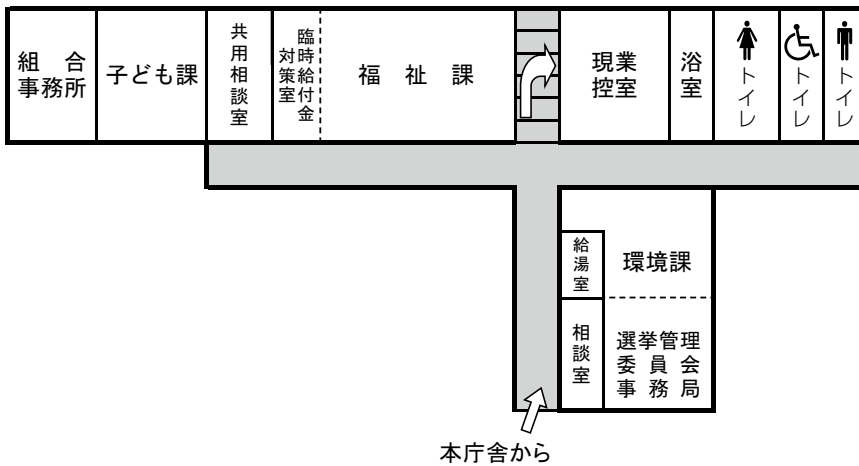 組　合
事務所
子ども課
共用相談室
臨時給付金
対策室
福　祉　課
現業
控室
浴室
トイレ
トイレ
トイレ
給湯室
環境課
相談室
選挙管理
委　員　会
事　務　局
本庁舎から